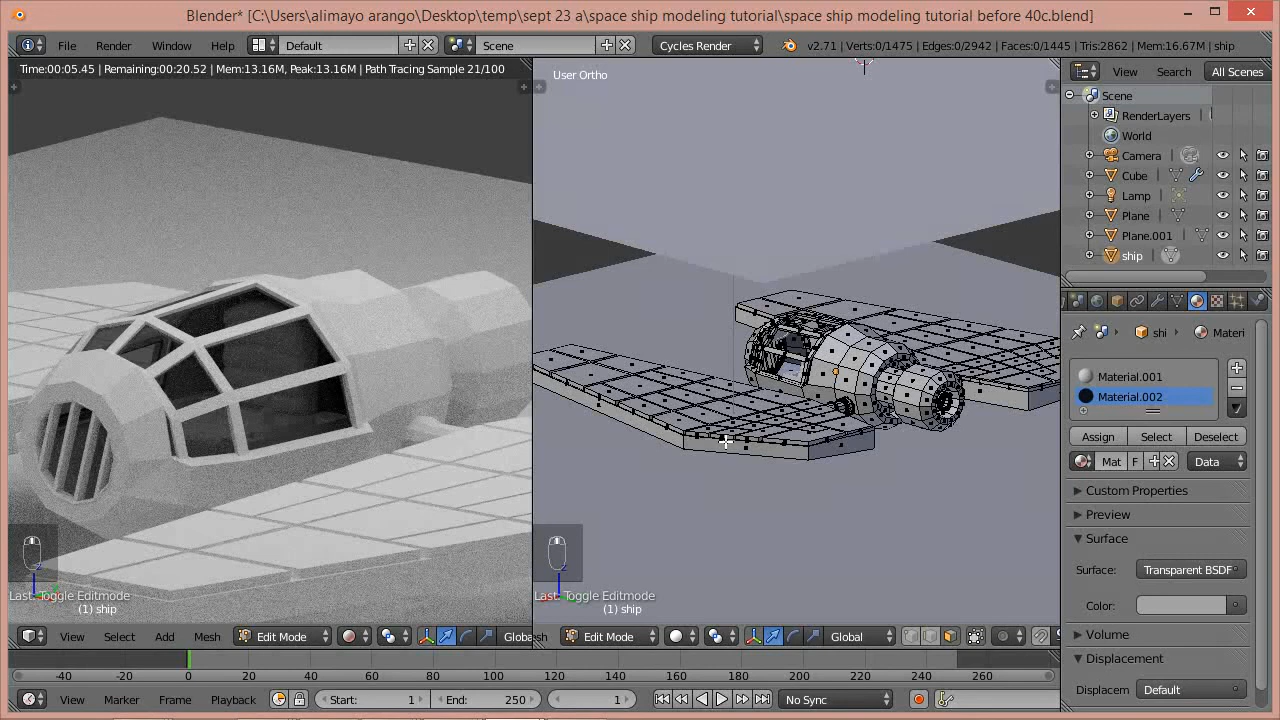 Blender* [C:\Users\alimayo arango\Desktop\temp\sept 23 a\space ship modeling tutorial\space ship modeling tutorial before 40c.blend]
File Render Window Help Default Scene Cycles Render v2.71 | Verts:0/1475 | Edges:0/2942 | Faces:0/1445 | Tris:2862 | Mem:16.67M | ship
Time:00:05.45 | Remaining:00:20.52 | Mem:13.16M, Peak:13.16M | Path Tracing Sample 21/100
User Ortho
View Search All Scenes
Scene
RenderLayers
World
Camera
Cube
Lamp
Plane
Plane.001
ship
shi Materi
Material.001
Material.002
Assign Select Deselect
Mat F Data
Custom Properties
Preview
Surface
Surface: Transparent BSDF
Color:
Volume
Displacement
Displacem Default
Last: Toggle Editmode
(1) ship
Last: Toggle Editmode
(1) ship
View Select Add Mesh Edit Mode Globa
sh Edit Mode Global
-40 -20 0 20 40 60 80 100 120 140 160 180 200 220 240 260
View Marker Frame Playback Start: 1 End: 250 1 No Sync